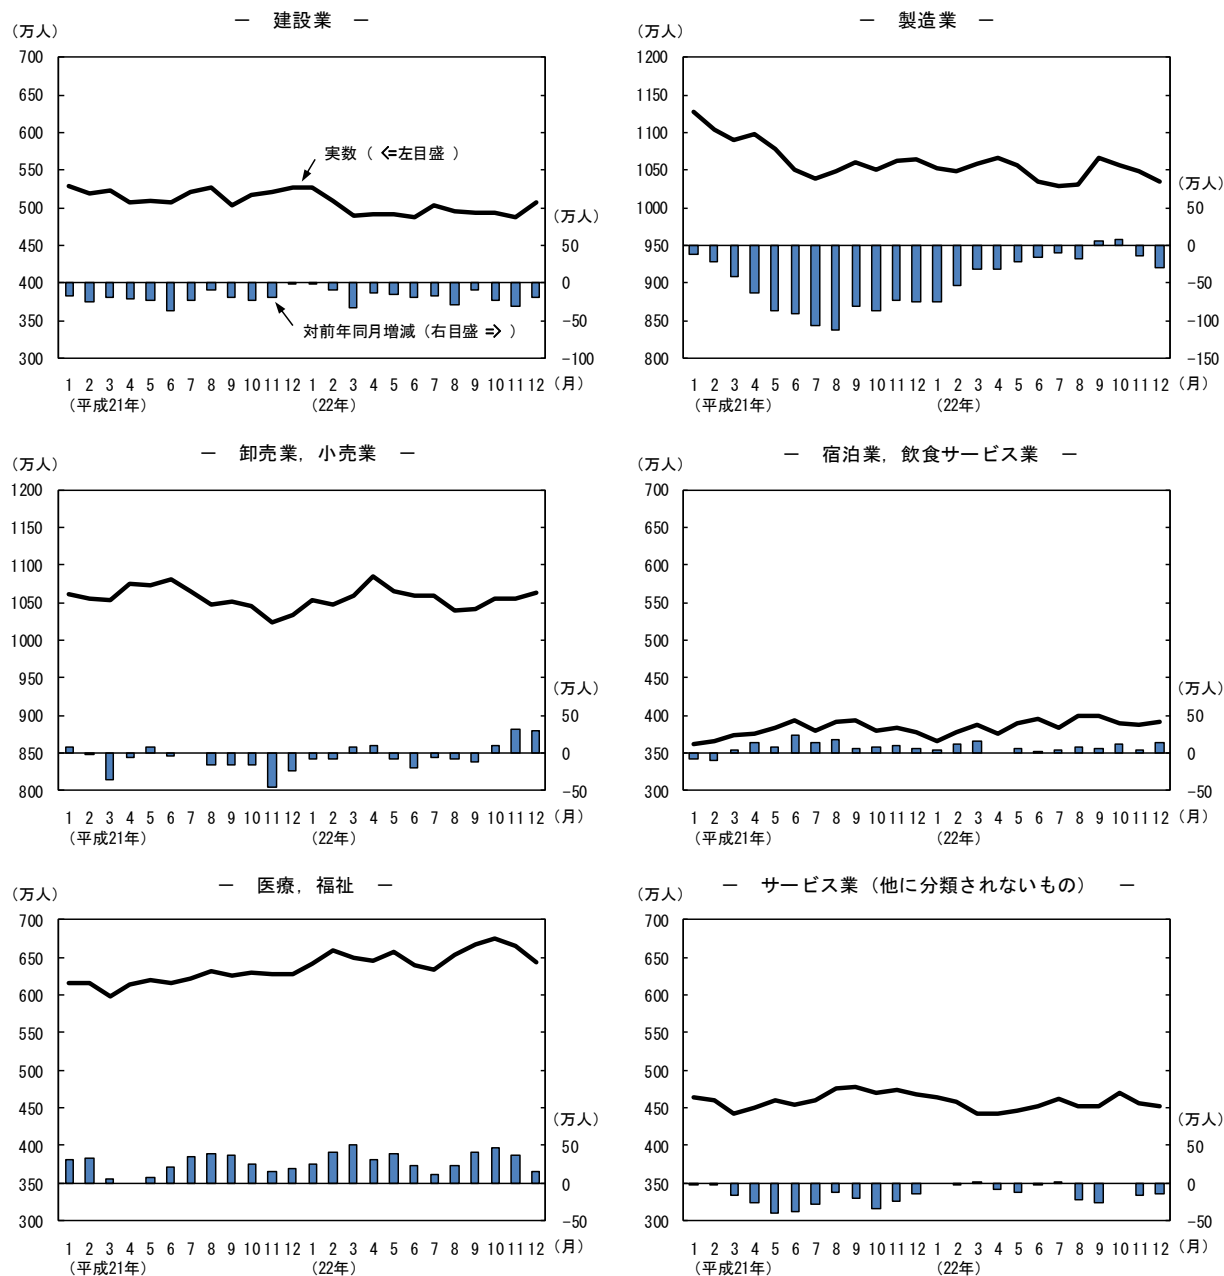 － 建設業 －
（万人）
700
650
600
550
500
450
400
350
300
実数（ <=左目盛 ）
（万人）
50
0
-50
-100
対前年同月増減（右目盛 => ）
1 2 3 4 5 6 7 8 9 10 11 12 1 2 3 4 5 6 7 8 9 10 11 12 （月）
（平成21年） （22年）
－ 製造業 －
（万人）
1200
1150
1100
1050
1000
950
900
850
800
（万人）
50
0
-50
-100
-150
1 2 3 4 5 6 7 8 9 10 11 12 1 2 3 4 5 6 7 8 9 10 11 12 （月）
（平成21年） （22年）
－ 卸売業，小売業 －
（万人）
1200
1150
1100
1050
1000
950
900
850
800
（万人）
50
0
-50
1 2 3 4 5 6 7 8 9 10 11 12 1 2 3 4 5 6 7 8 9 10 11 12 （月）
（平成21年） （22年）
－ 宿泊業，飲食サービス業 －
（万人）
700
650
600
550
500
450
400
350
300
（万人）
50
0
-50
1 2 3 4 5 6 7 8 9 10 11 12 1 2 3 4 5 6 7 8 9 10 11 12 （月）
（平成21年） （22年）
－ 医療，福祉 －
（万人）
700
650
600
550
500
450
400
350
300
（万人）
50
0
-50
1 2 3 4 5 6 7 8 9 10 11 12 1 2 3 4 5 6 7 8 9 10 11 12 （月）
（平成21年） （22年）
－ サービス業（他に分類されないもの） －
（万人）
700
650
600
550
500
450
400
350
300
（万人）
50
0
-50
1 2 3 4 5 6 7 8 9 10 11 12 1 2 3 4 5 6 7 8 9 10 11 12 （月）
（平成21年） （22年）